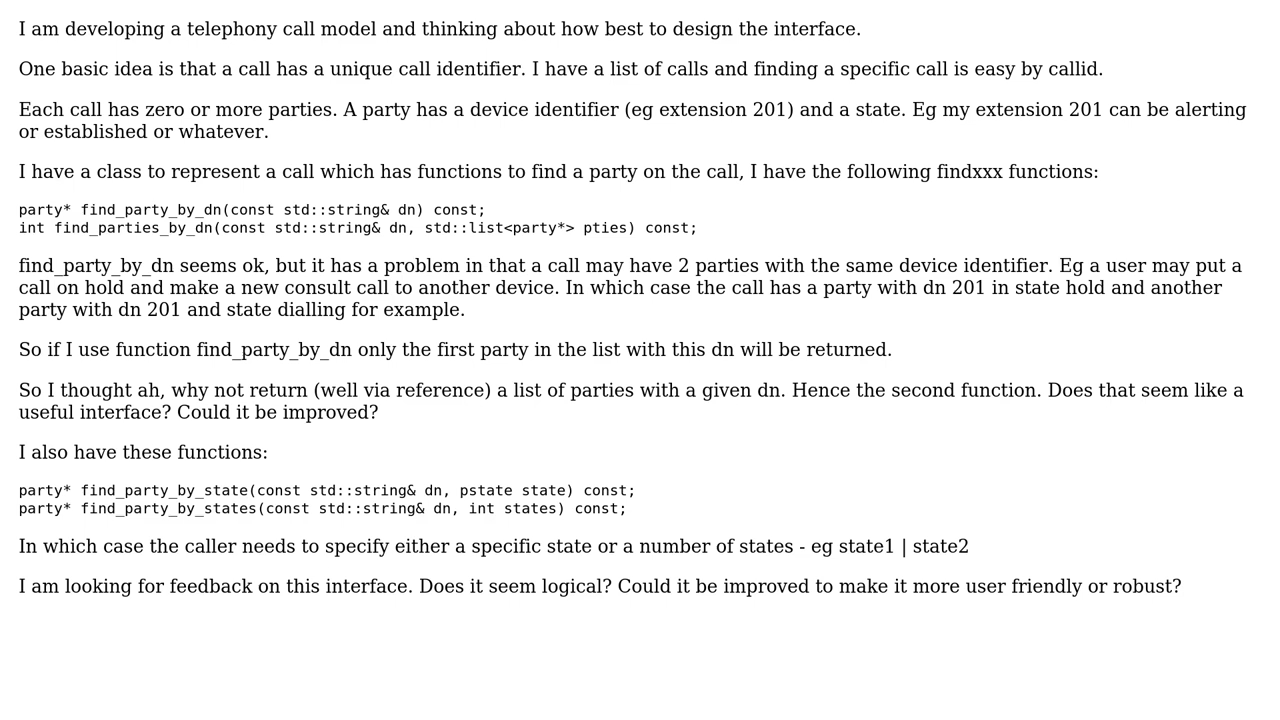 I am developing a telephony call model and thinking about how best to design the interface.
One basic idea is that a call has a unique call identifier. I have a list of calls and finding a specific call is easy by callid.
Each call has zero or more parties. A party has a device identifier (eg extension 201) and a state. Eg my extension 201 can be alerting
or established or whatever.
I have a class to represent a call which has functions to find a party on the call, I have the following findxxx functions:
party* find_party_by_dn(const std::string& dn) const;
int find_parties_by_dn(const std::string& dn, std::list<party*> pties) const;
find_party_by_dn seems ok, but it has a problem in that a call may have 2 parties with the same device identifier. Eg a user may put a
call on hold and make a new consult call to another device. In which case the call has a party with dn 201 in state hold and another
party with dn 201 and state dialling for example.
So if I use function find_party_by_dn only the first party in the list with this dn will be returned.
So I thought ah, why not return (well via reference) a list of parties with a given dn. Hence the second function. Does that seem like a
useful interface? Could it be improved?
I also have these functions:
party* find_party_by_state(const std::string& dn, pstate state) const;
party* find_party_by_states(const std::string& dn, int states) const;
In which case the caller needs to specify either a specific state or a number of states - eg state1 | state2
I am looking for feedback on this interface. Does it seem logical? Could it be improved to make it more user friendly or robust?